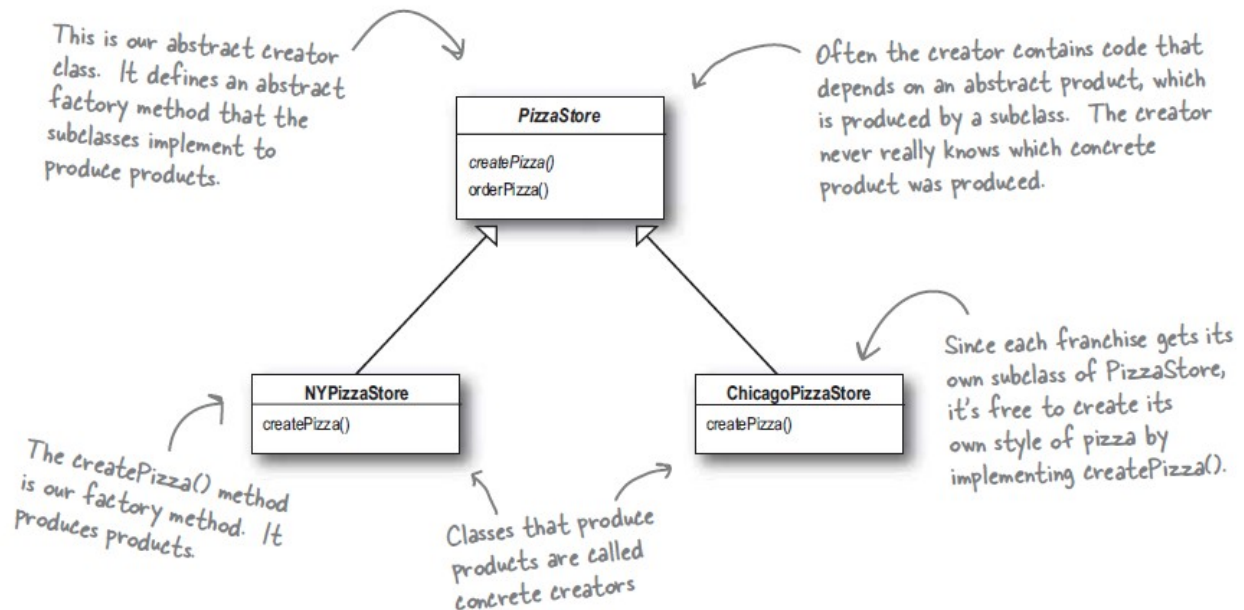 This is our abstract creator
class. It defines an abstract
factory method that the
subclasses implement to
produce products.
Often the creator contains code that
depends on an abstract product, which
is produced by a subclass. The creator
never really knows which concrete
product was produced.
PizzaStore
createPizza()
orderPizza()
NYPizzaStore
createPizza()
ChicagoPizzaStore
createPizza()
Since each franchise gets its
own subclass of PizzaStore,
it's free to create its
own style of pizza by
implementing createPizza().
The createPizza() method
is our factory method. It
produces products.
Classes that produce
products are called
concrete creators